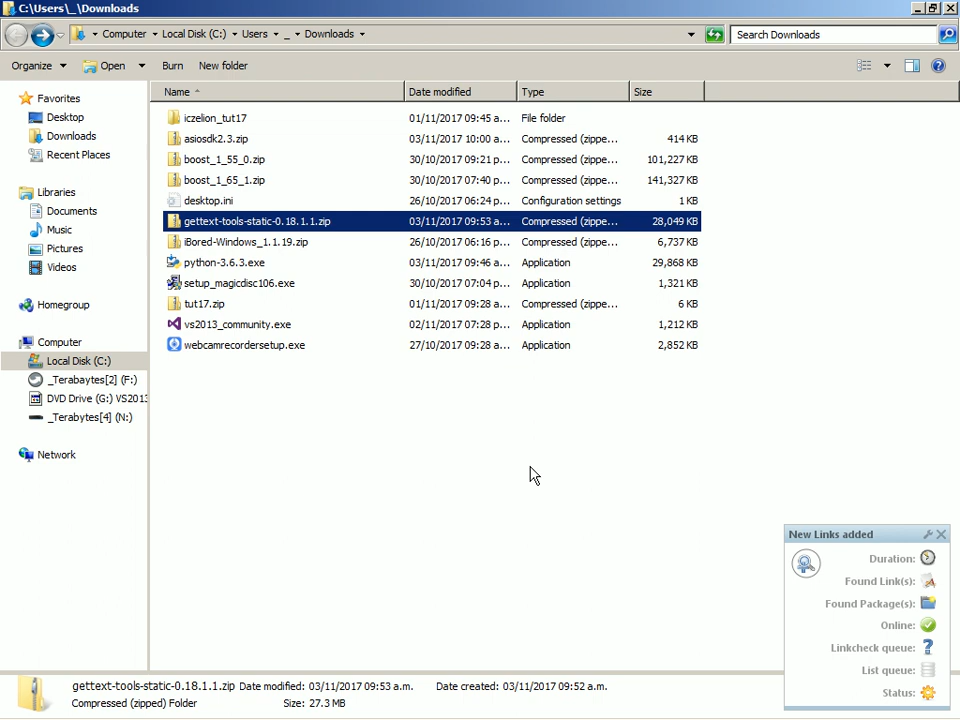 C:\Users\_\Downloads
Computer Local Disk (C:) Users _ Downloads
Search Downloads
Organize Open Burn New folder
Name Date modified Type Size
Favorites
Desktop
Downloads
Recent Places
Libraries
Documents
Music
Pictures
Videos
Homegroup
Computer
Local Disk (C:)
_Terabaytes[2] (F:)
DVD Drive (G:) VS2013
_Terabytes[4] (N:)
Network
iczelion_tut17 01/11/2017 09:45 a... File folder
asiosdk2.3.zip 03/11/2017 10:00 a... Compressed (zippe... 414 KB
boost_1_55_0.zip 30/10/2017 09:21 p... Compressed (zippe... 101,227 KB
boost_1_65_1.zip 30/10/2017 07:40 p... Compressed (zippe... 141,327 KB
desktop.ini 26/10/2017 06:24 p... Configuration settings 1 KB
gettext-tools-static-0.18.1.1.zip 03/11/2017 09:53 a... Compressed (zippe... 28,049 KB
iBored-Windows_1.1.19.zip 26/10/2017 06:16 p... Compressed (zippe... 6,737 KB
python-3.6.3.exe 03/11/2017 09:46 a... Application 29,868 KB
setup_magicdisc106.exe 30/10/2017 07:04 p... Application 1,321 KB
tut17.zip 01/11/2017 09:28 a... Compressed (zippe... 6 KB
vs2013_community.exe 02/11/2017 07:28 p... Application 1,212 KB
webcamrecordersetup.exe 27/10/2017 09:28 a... Application 2,852 KB
New Links added
Duration:
Found Link(s):
Found Package(s):
Online:
Linkcheck queue:
List queue:
Status:
gettext-tools-static-0.18.1.1.zip Date modified: 03/11/2017 09:53 a.m. Date created: 03/11/2017 09:52 a.m.
Compressed (zipped) Folder Size: 27.3 MB